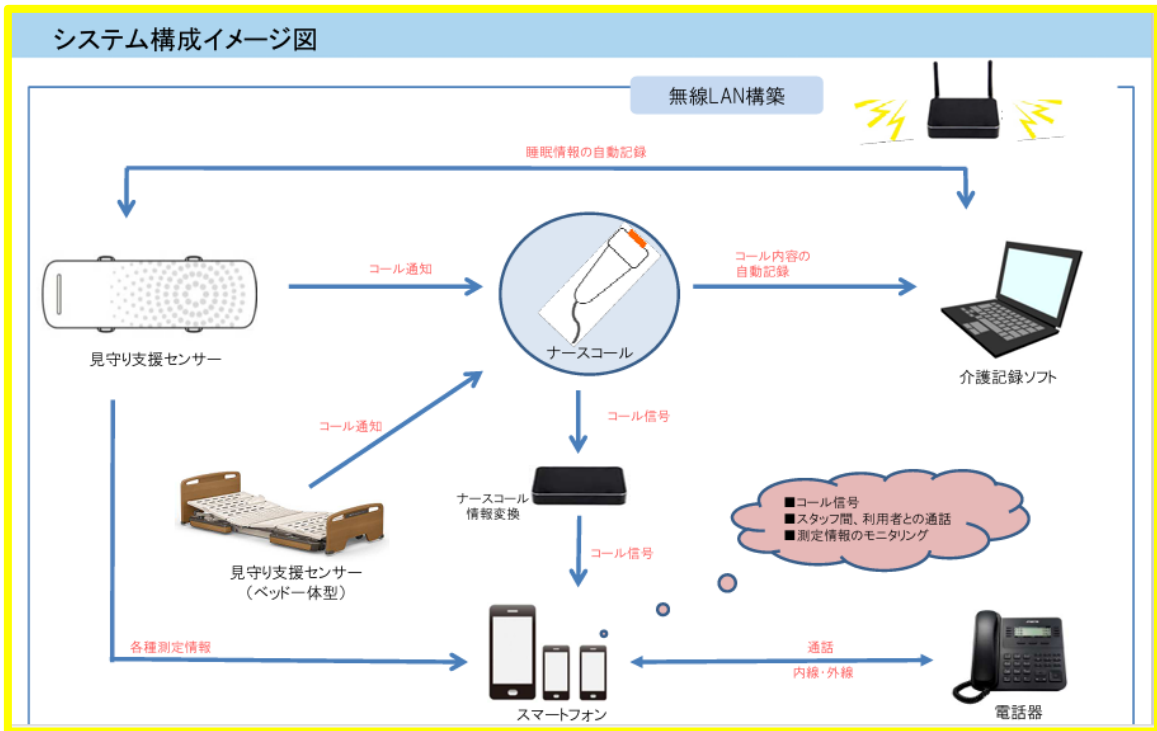 システム構成イメージ図
無線LAN構築
睡眠情報の自動記録
コール通知
コール内容の
自動記録
見守り支援センサー
ナースコール
介護記録ソフト
コール通知
コール信号
ナースコール
情報変換
■コール信号
■スタッフ間、利用者との通話
■測定情報のモニタリング
コール信号
見守り支援センサー
(ベッド一体型)
各種測定情報
通話
内線・外線
スマートフォン
電話器